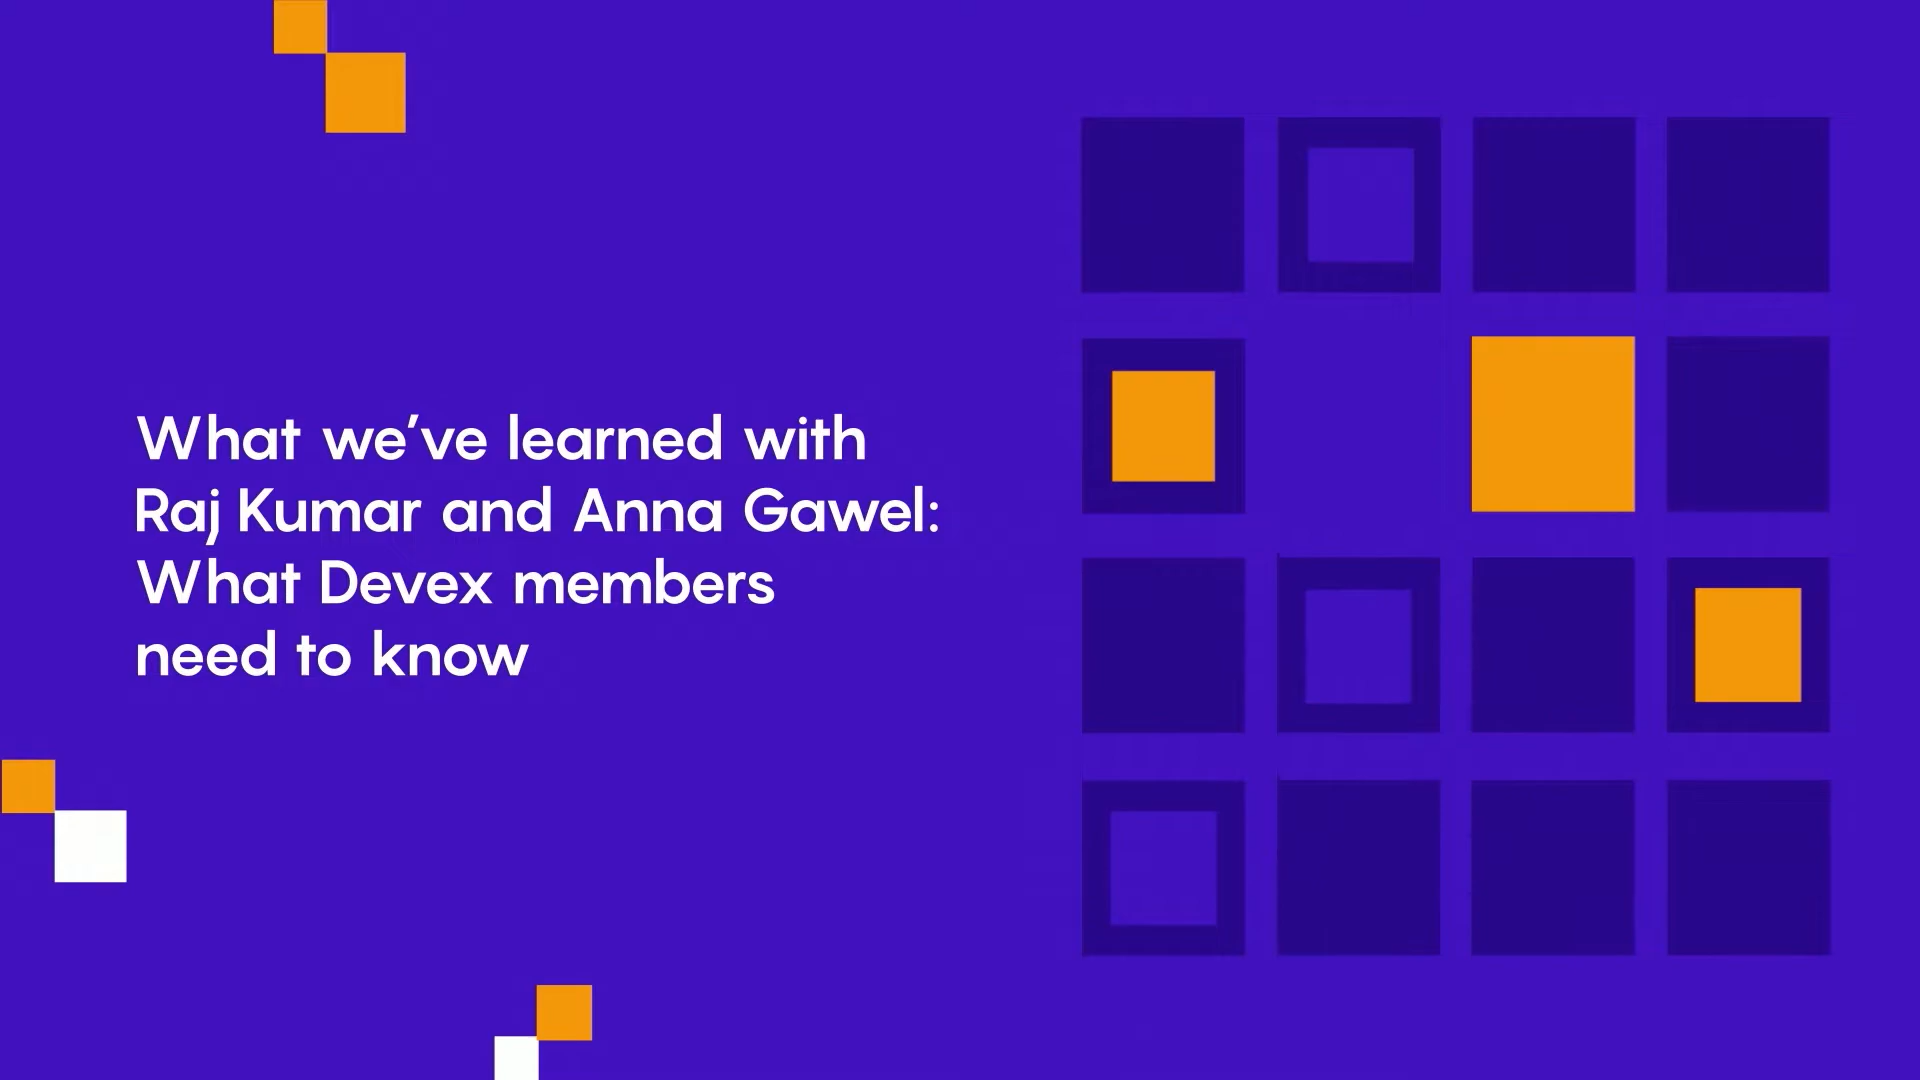 What we’ve learned with
Raj Kumar and Anna Gawel:
What Devex members
need to know